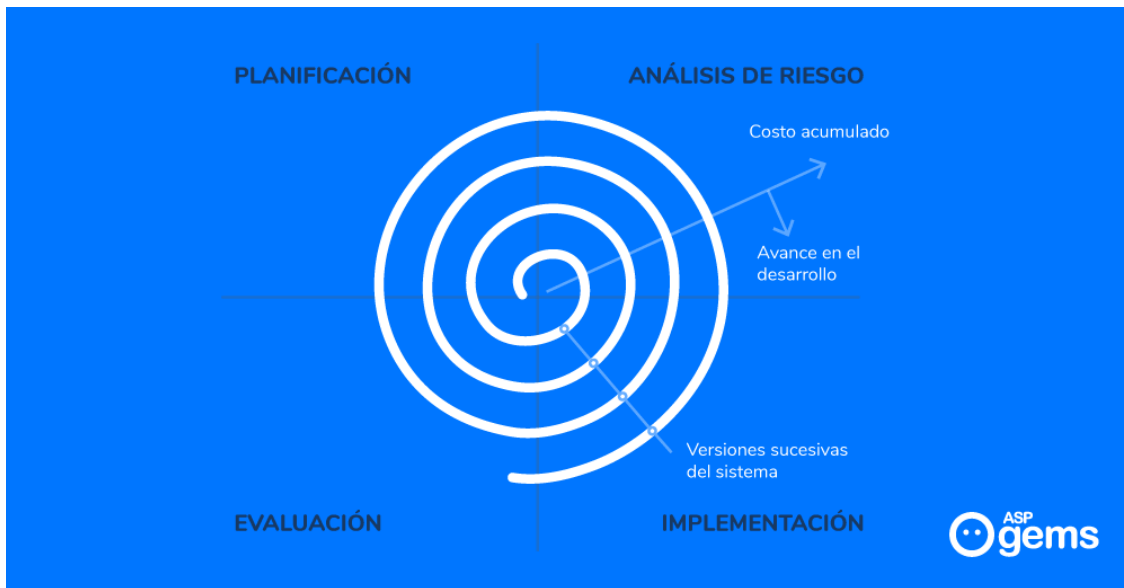 PLANIFICACIÓN
ANÁLISIS DE RIESGO
Costo acumulado
Avance en el
desarrollo
Versiones sucesivas
del sistema
EVALUACIÓN
IMPLEMENTACIÓN
ASP
gems